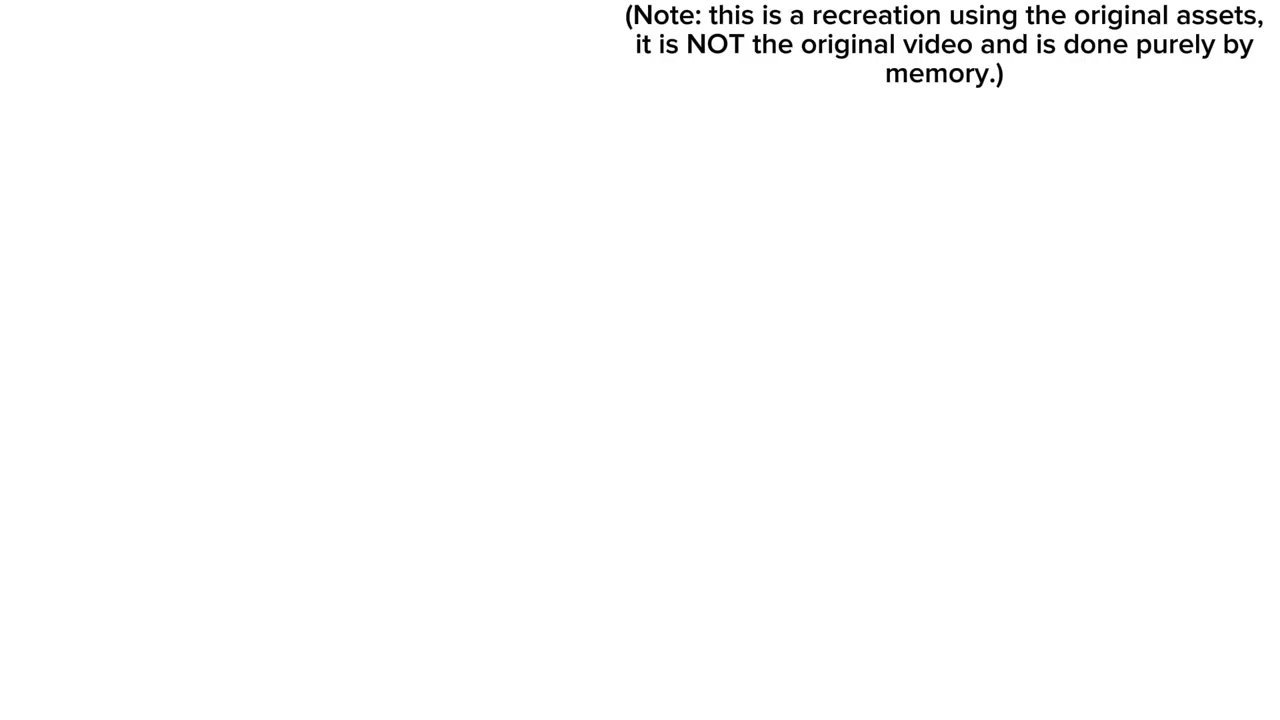 (Note: this is a recreation using the original assets,
it is NOT the original video and is done purely by
memory.)